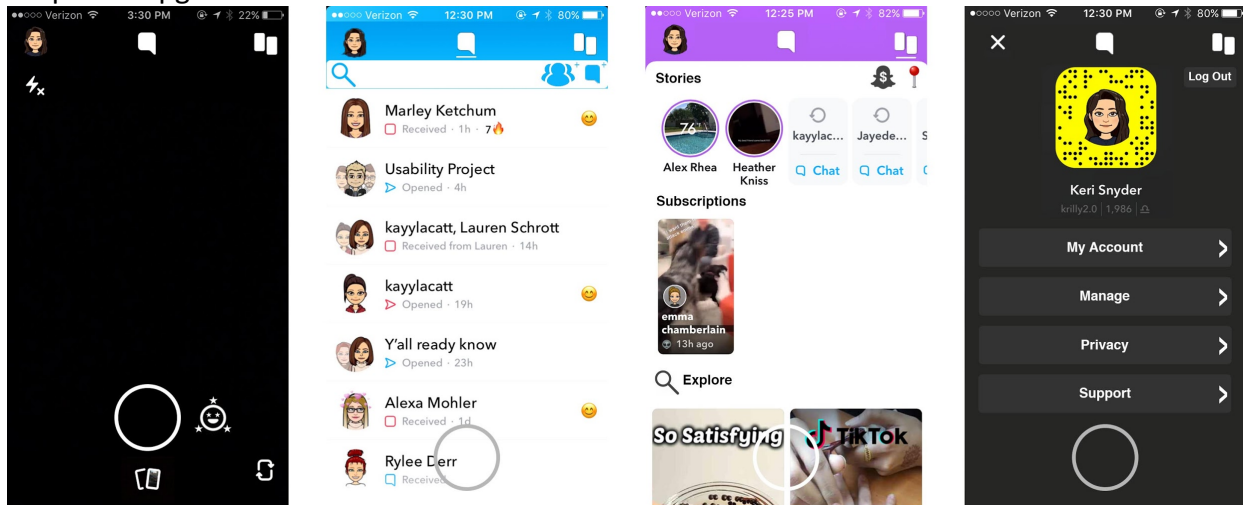 Verizon 3:30 PM 22%
Verizon 12:30 PM 80%
Marley Ketchum
Received · 1h · 7🔥
Usability Project
Opened · 4h
kayylacatt, Lauren Schrott
Received from Lauren · 14h
kayylacatt
Opened · 19h
Y'all ready know
Opened · 23h
Alexa Mohler
Received · 1d
Rylee Derr
Received
Verizon 12:25 PM 82%
Stories
76°
Alex Rhea
Heather
Kniss
kayylac...
Chat
Jayede...
Chat
S
Subscriptions
emma
chamberlain
13h ago
Explore
So Satisfying
TikTok
Verizon 12:30 PM 80%
Log Out
Keri Snyder
krilly2.0 | 1,986 | ♎
My Account
Manage
Privacy
Support